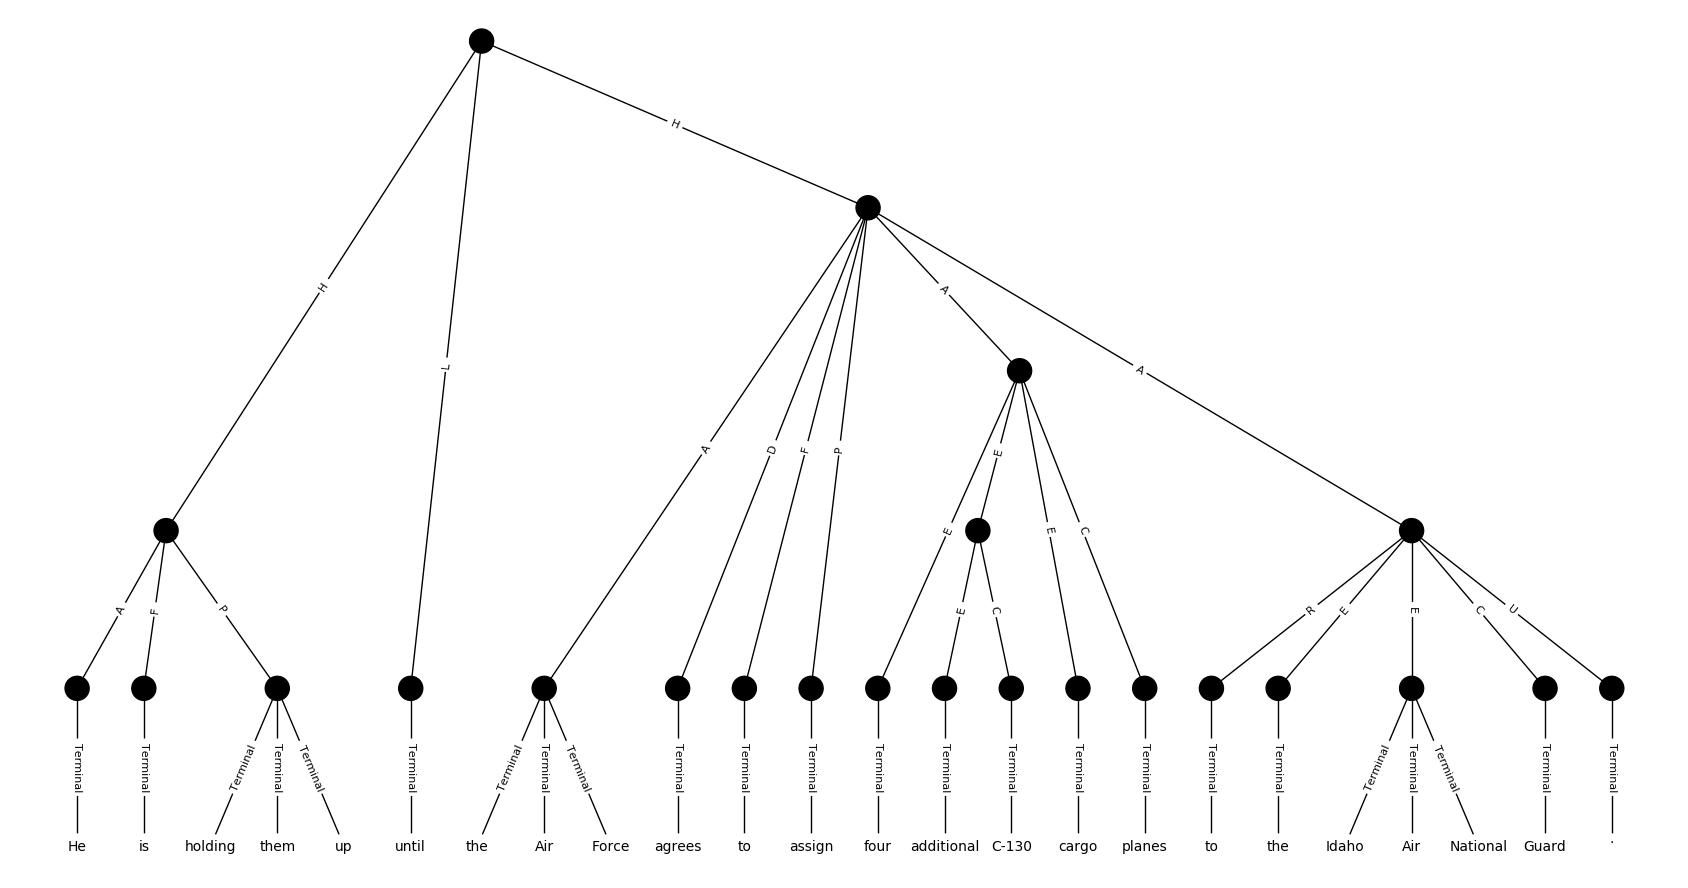 H
H
A
A
L
A
D
F
P
E
E
E
C
A
F
P
E
C
R
E
E
C
U
Terminal Terminal Terminal Terminal Terminal Terminal Terminal Terminal Terminal Terminal Terminal Terminal Terminal Terminal Terminal Terminal Terminal Terminal Terminal Terminal Terminal Terminal Terminal Terminal
He is holding them up until the Air Force agrees to assign four additional C-130 cargo planes to the Idaho Air National Guard .